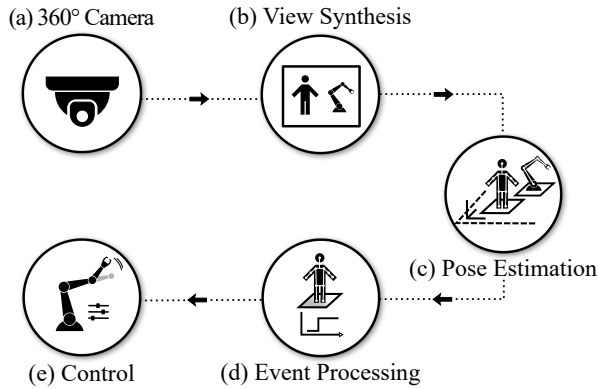 (a) 360° Camera
(b) View Synthesis
(c) Pose Estimation
(d) Event Processing
(e) Control